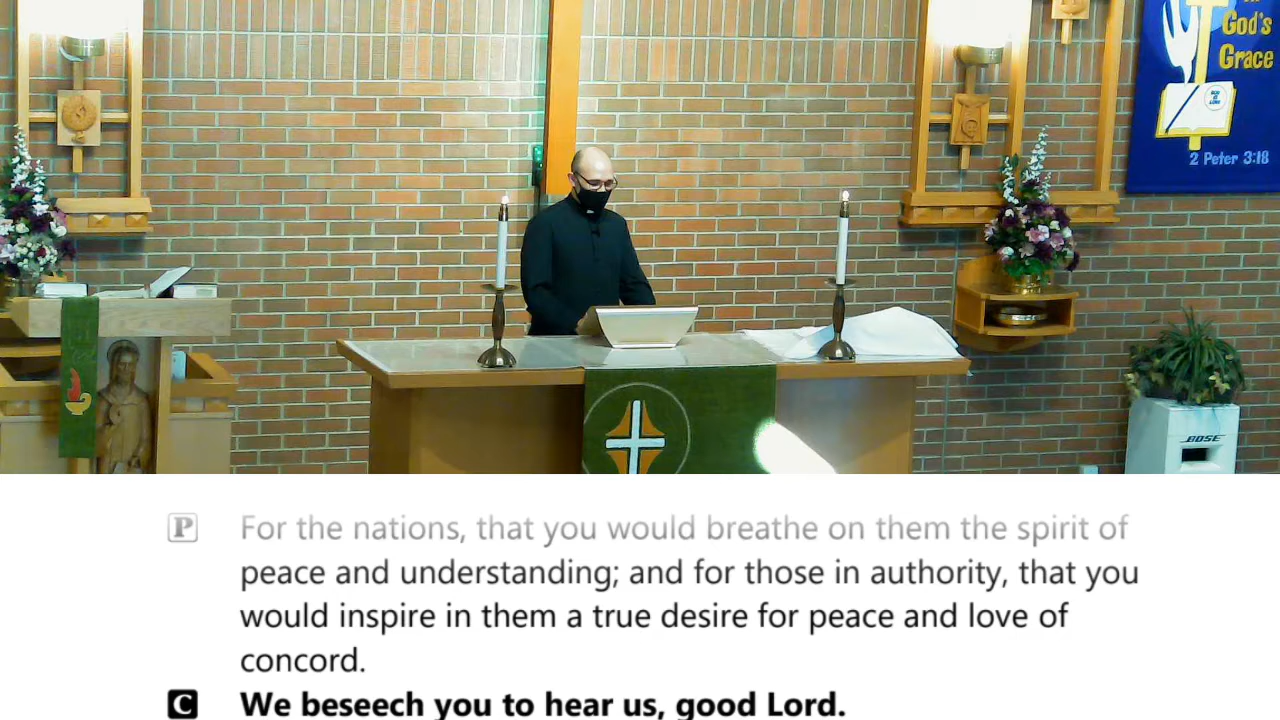 God's
Grace
2 Peter 3:18
BOSE
P For the nations, that you would breathe on them the spirit of
peace and understanding; and for those in authority, that you
would inspire in them a true desire for peace and love of
concord.
C We beseech you to hear us, good Lord.